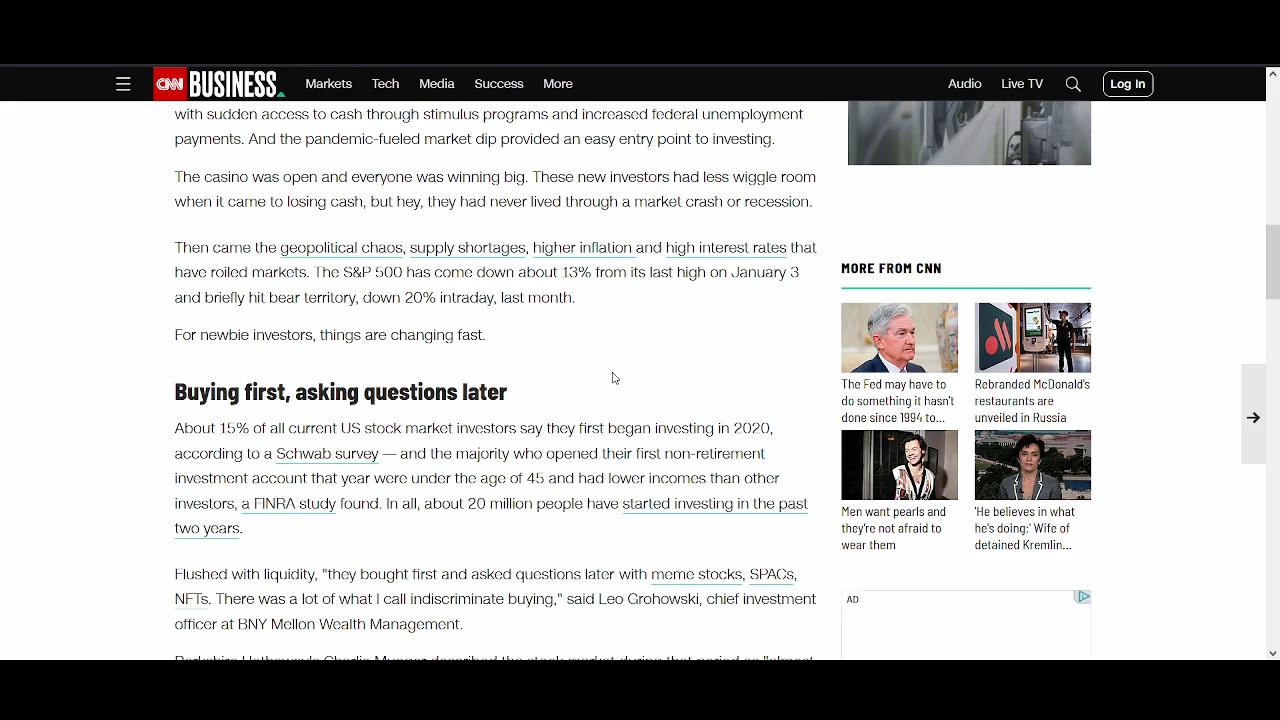 CNN BUSINESS Markets Tech Media Success More Audio Live TV Log In
with sudden access to cash through stimulus programs and increased federal unemployment
payments. And the pandemic-fueled market dip provided an easy entry point to investing.
The casino was open and everyone was winning big. These new investors had less wiggle room
when it came to losing cash, but hey, they had never lived through a market crash or recession.
Then came the geopolitical chaos, supply shortages, higher inflation and high interest rates that
have roiled markets. The S&P 500 has come down about 13% from its last high on January 3
and briefly hit bear territory, down 20% intraday, last month.
For newbie investors, things are changing fast.
Buying first, asking questions later
About 15% of all current US stock market investors say they first began investing in 2020,
according to a Schwab survey — and the majority who opened their first non-retirement
investment account that year were under the age of 45 and had lower incomes than other
investors, a FINRA study found. In all, about 20 million people have started investing in the past
two years.
Flushed with liquidity, "they bought first and asked questions later with meme stocks, SPACs,
NFTs. There was a lot of what I call indiscriminate buying," said Leo Grohowski, chief investment
officer at BNY Mellon Wealth Management.
Berkshire Hathaway's Charlie Munger described the stock market during that period as "almost
MORE FROM CNN
The Fed may have to
do something it hasn't
done since 1994 to...
Rebranded McDonald's
restaurants are
unveiled in Russia
Men want pearls and
they're not afraid to
wear them
'He believes in what
he's doing:' Wife of
detained Kremlin...
AD